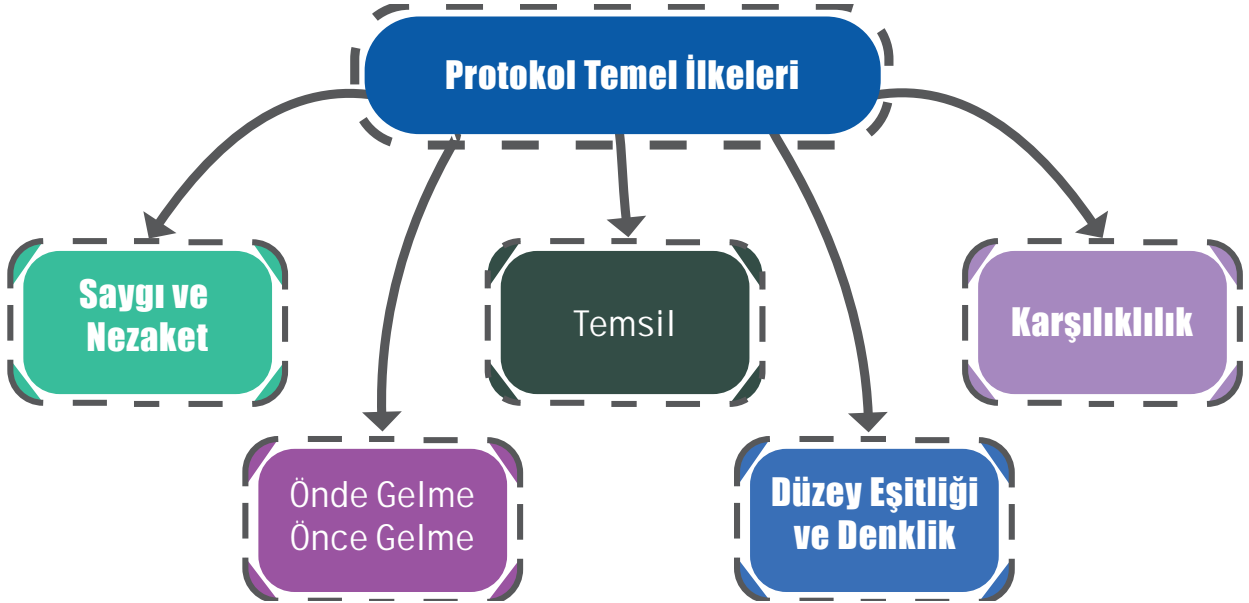 Protokol Temel İlkeleri
Saygı ve
Nezaket
Temsil
Karşılıklılık
Önde Gelme
Önce Gelme
Düzey Eşitliği
ve Denklik